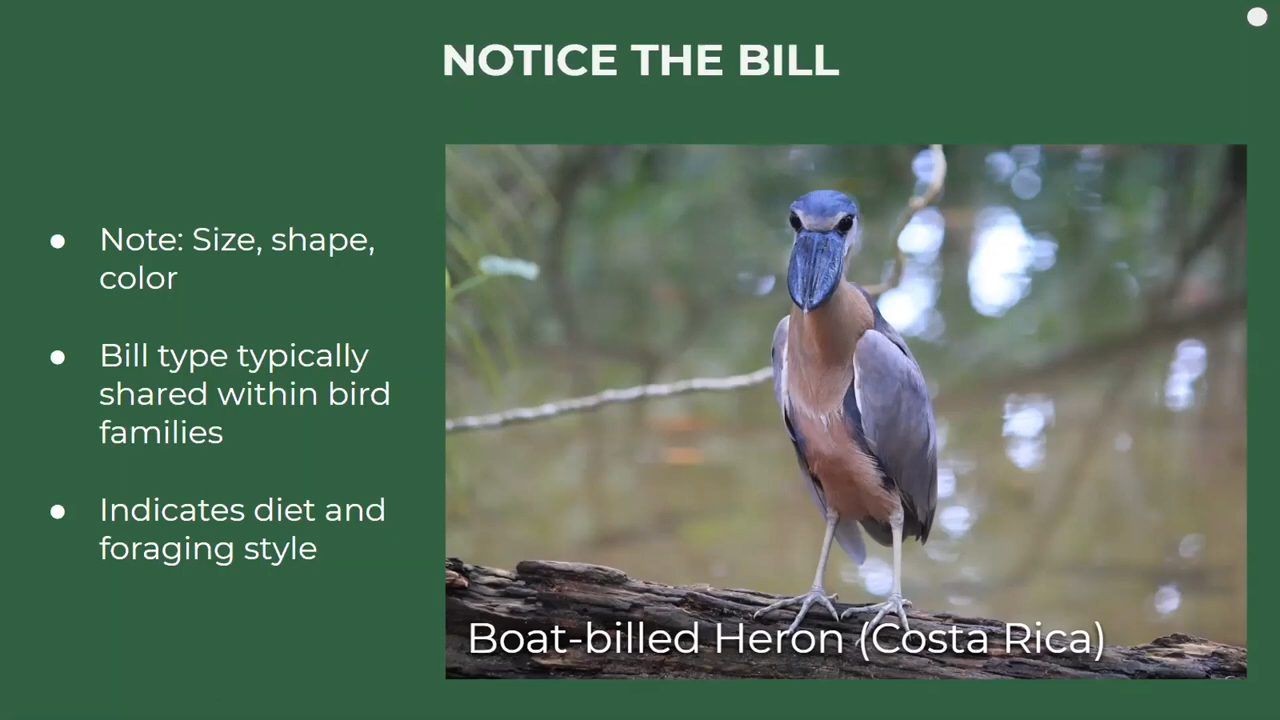 NOTICE THE BILL
● Note: Size, shape,
color
● Bill type typically
shared within bird
families
● Indicates diet and
foraging style
Boat-billed Heron (Costa Rica)